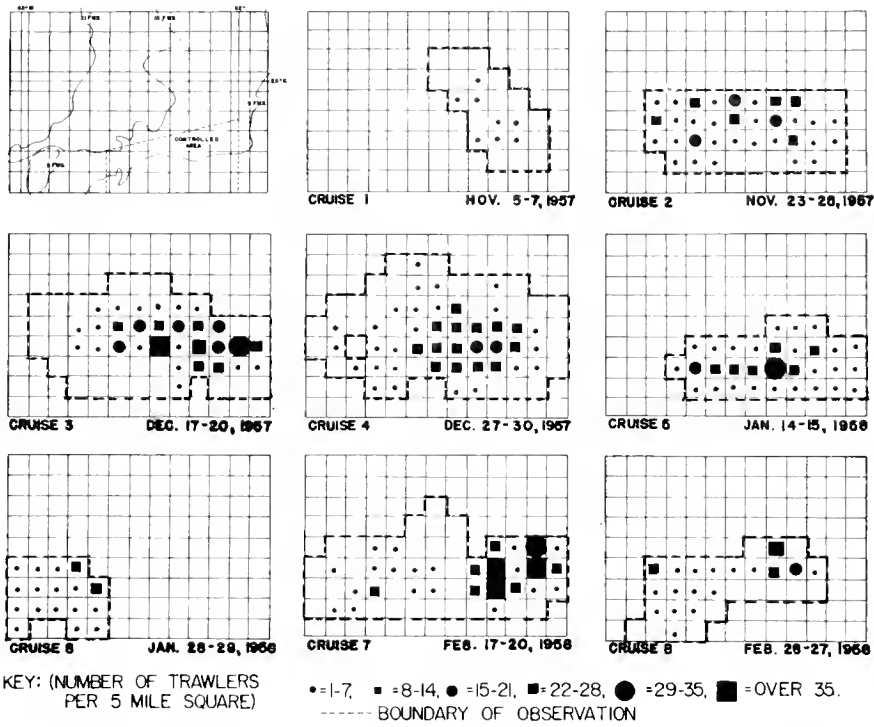 CONTROLLED
AREA
CRUISE 1 NOV. 5-7, 1957
CRUISE 2 NOV. 23-26, 1957
CRUISE 3 DEC. 17-20, 1957
CRUISE 4 DEC. 27-30, 1957
CRUISE 5 JAN. 14-15, 1958
CRUISE 6 JAN. 28-29, 1958
CRUISE 7 FEB. 17-20, 1958
CRUISE 8 FEB. 26-27, 1958
KEY: (NUMBER OF TRAWLERS
PER 5 MILE SQUARE)
=1-7, =8-14, =15-21, =22-28, =29-35, =OVER 35.
BOUNDARY OF OBSERVATION